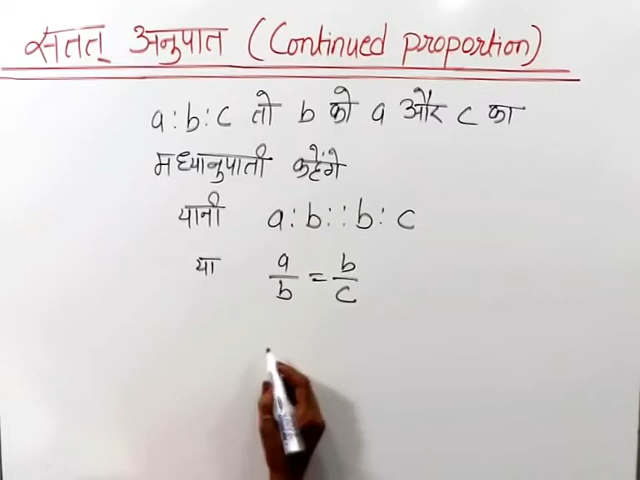 सतत् अनुपात (Continued proportion)
a:b:c तो b को a और c का
मध्यानुपाती कहेंगे
यानी a:b::b:c
या a/b = b/c